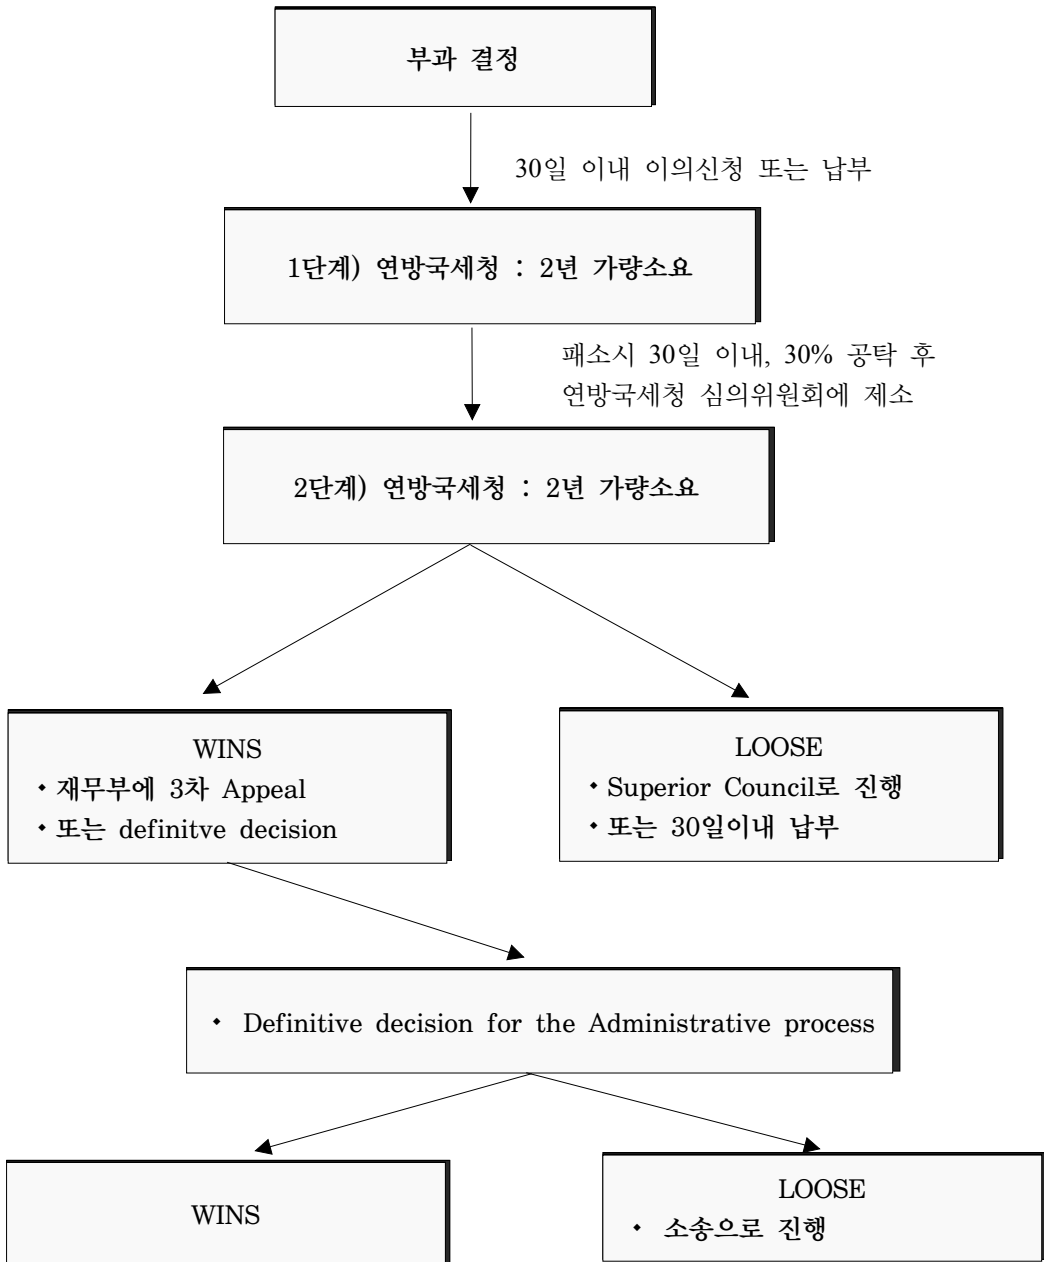 부과 결정
30일 이내 이의신청 또는 납부
1단계) 연방국세청 : 2년 가량소요
패소시 30일 이내, 30% 공탁 후
연방국세청 심의위원회에 제소
2단계) 연방국세청 : 2년 가량소요
WINS
・재무부에 3차 Appeal
・또는 definitve decision
LOOSE
・Superior Council로 진행
・또는 30일이내 납부
・ Definitive decision for the Administrative process
WINS
LOOSE
・ 소송으로 진행